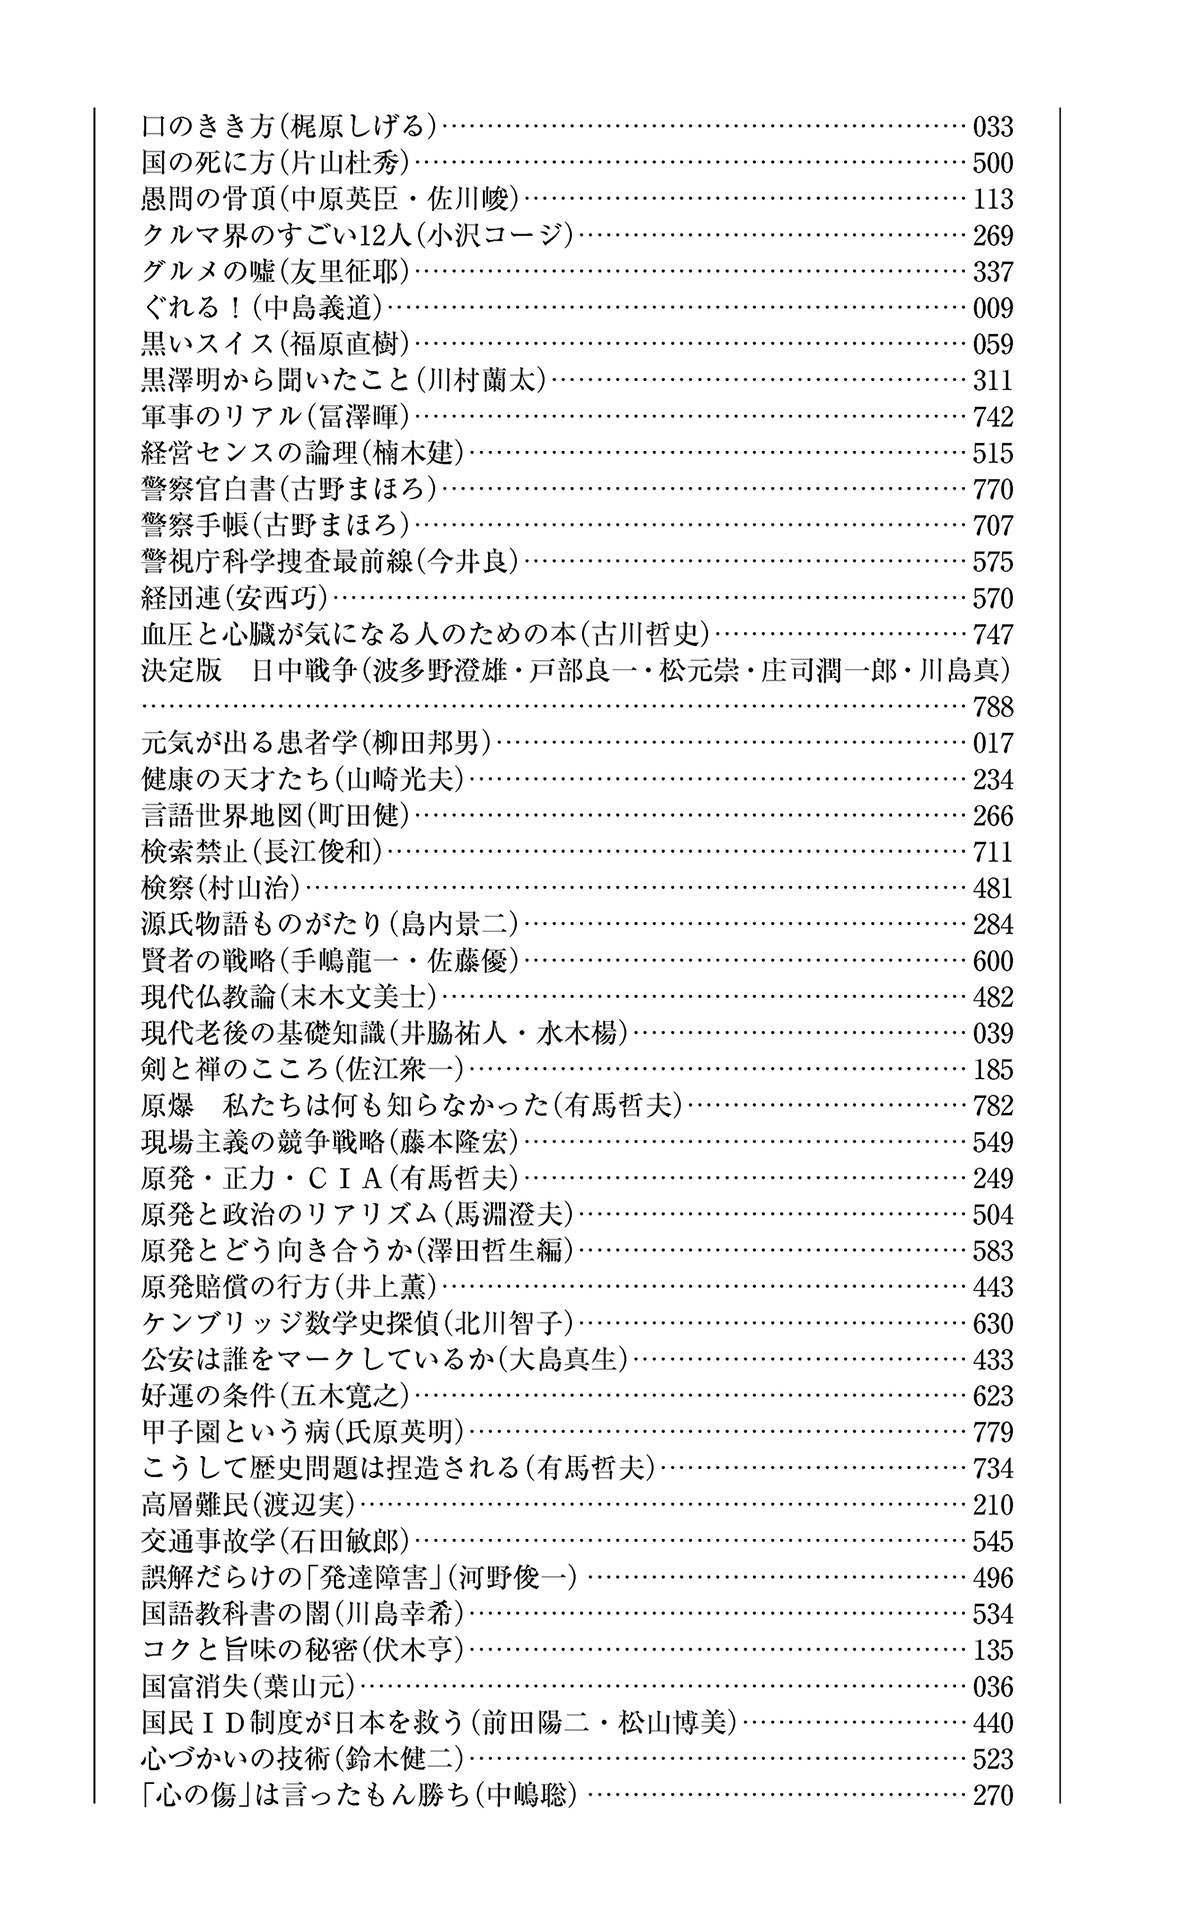 口のきき方（梶原しげる）…………………………………………………033
国の死に方（片山杜秀）……………………………………………………500
愚問の骨頂（中原英臣・佐川峻）…………………………………………113
クルマ界のすごい12人（小沢コージ）……………………………………269
グルメの嘘（友里征耶）……………………………………………………337
ぐれる！（中島義道）………………………………………………………009
黒いスイス（福原直樹）……………………………………………………059
黒澤明から聞いたこと（川村蘭太）………………………………………311
軍事のリアル（冨澤暉）……………………………………………………742
経営センスの論理（楠木建）………………………………………………515
警察官白書（古野まほろ）…………………………………………………770
警察手帳（古野まほろ）……………………………………………………707
警視庁科学捜査最前線（今井良）…………………………………………575
経団連（安西巧）……………………………………………………………570
血圧と心臓が気になる人のための本（古川哲史）………………………747
決定版　日中戦争（波多野澄雄・戸部良一・松元崇・庄司潤一郎・川島真）
………………………………………………………………………………788
元気が出る患者学（柳田邦男）……………………………………………017
健康の天才たち（山崎光夫）………………………………………………234
言語世界地図（町田健）……………………………………………………266
検索禁止（長江俊和）………………………………………………………711
検察（村山治）………………………………………………………………481
源氏物語ものがたり（島内景二）…………………………………………284
賢者の戦略（手嶋龍一・佐藤優）…………………………………………600
現代仏教論（末木文美士）…………………………………………………482
現代老後の基礎知識（井脇祐人・水木楊）………………………………039
剣と禅のこころ（佐江衆一）………………………………………………185
原爆　私たちは何も知らなかった（有馬哲夫）…………………………782
現場主義の競争戦略（藤本隆宏）…………………………………………549
原発・正力・ＣＩＡ（有馬哲夫）…………………………………………249
原発と政治のリアリズム（馬淵澄夫）……………………………………504
原発とどう向き合うか（澤田哲生編）……………………………………583
原発賠償の行方（井上薫）…………………………………………………443
ケンブリッジ数学史探偵（北川智子）……………………………………630
公安は誰をマークしているか（大島真生）………………………………433
好運の条件（五木寛之）……………………………………………………623
甲子園という病（氏原英明）………………………………………………779
こうして歴史問題は捏造される（有馬哲夫）……………………………734
高層難民（渡辺実）…………………………………………………………210
交通事故学（石田敏郎）……………………………………………………545
誤解だらけの「発達障害」（河野俊一）……………………………………496
国語教科書の闇（川島幸希）………………………………………………534
コクと旨味の秘密（伏木亨）………………………………………………135
国富消失（葉山元）…………………………………………………………036
国民ＩＤ制度が日本を救う（前田陽二・松山博美）……………………440
心づかいの技術（鈴木健二）………………………………………………523
「心の傷」は言ったもん勝ち（中嶋聡）……………………………………270